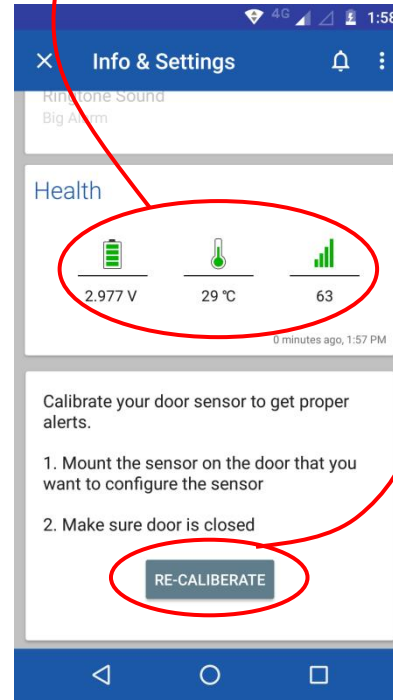 4G 1:58
Info & Settings
Ringtone Sound
Big Alarm
Health
2.977 V 29 °C 63
0 minutes ago, 1:57 PM
Calibrate your door sensor to get proper
alerts.
1. Mount the sensor on the door that you
want to configure the sensor
2. Make sure door is closed
RE-CALIBERATE